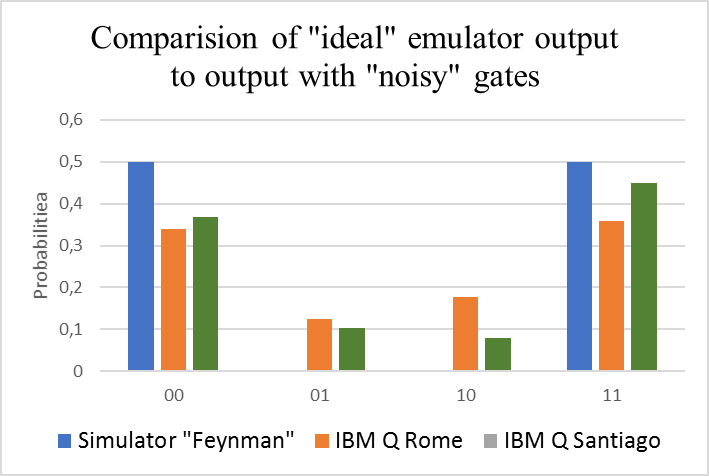 Comparision of "ideal" emulator output
to output with "noisy" gates
0,6
0,5
0,4
0,3
0,2
0,1
0
Probabilitiea
00 01 10 11
Simulator "Feynman" IBM Q Rome IBM Q Santiago